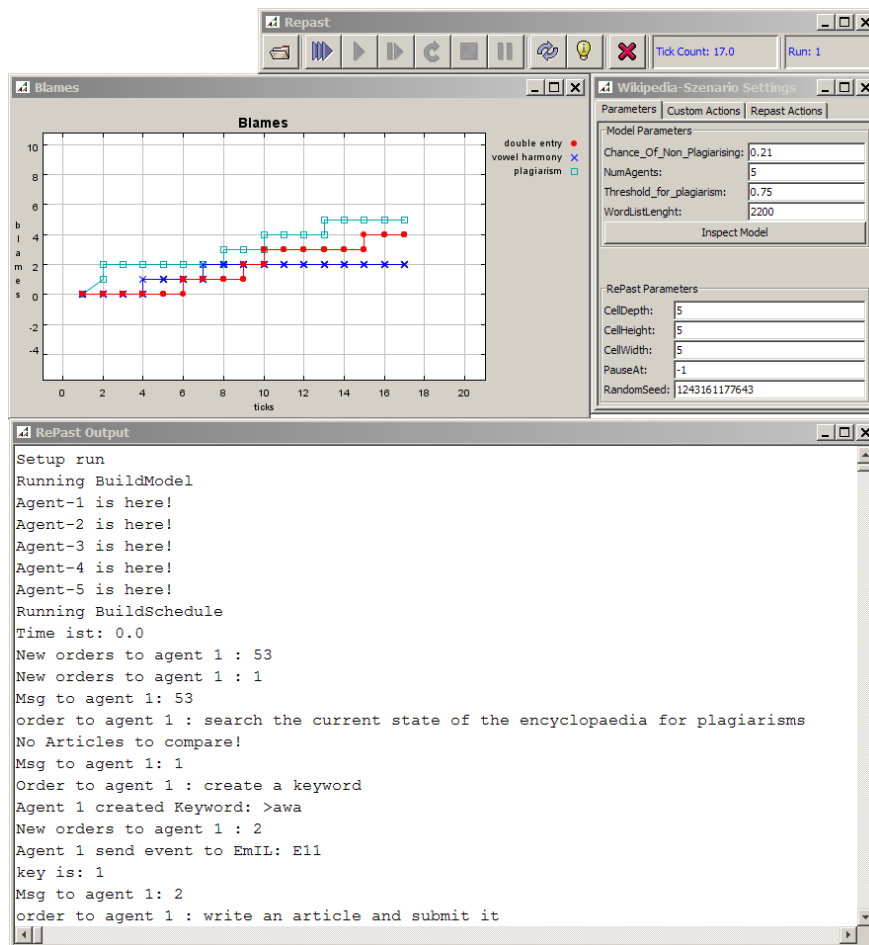 Repast
Tick Count: 17.0
Run: 1
Blames
Blames
double entry
vowel harmony
plagiarism
10
8
6
4
2
0
-2
-4
blames
0 2 4 6 8 10 12 14 16 18 20
ticks
Wikipedia-Szenario Settings
Parameters Custom Actions Repast Actions
Model Parameters
Chance_Of_Non_Plagiarising: 0.21
NumAgents: 5
Threshold_for_plagiarism: 0.75
WordListLenght: 2200
Inspect Model
RePast Parameters
CellDepth: 5
CellHeight: 5
CellWidth: 5
PauseAt: -1
RandomSeed: 1243161177643
RePast Output
Setup run
Running BuildModel
Agent-1 is here!
Agent-2 is here!
Agent-3 is here!
Agent-4 is here!
Agent-5 is here!
Running BuildSchedule
Time ist: 0.0
New orders to agent 1 : 53
New orders to agent 1 : 1
Msg to agent 1: 53
order to agent 1 : search the current state of the encyclopaedia for plagiarisms
No Articles to compare!
Msg to agent 1: 1
Order to agent 1 : create a keyword
Agent 1 created Keyword: >awa
New orders to agent 1 : 2
Agent 1 send event to EmIL: E11
key is: 1
Msg to agent 1: 2
order to agent 1 : write an article and submit it